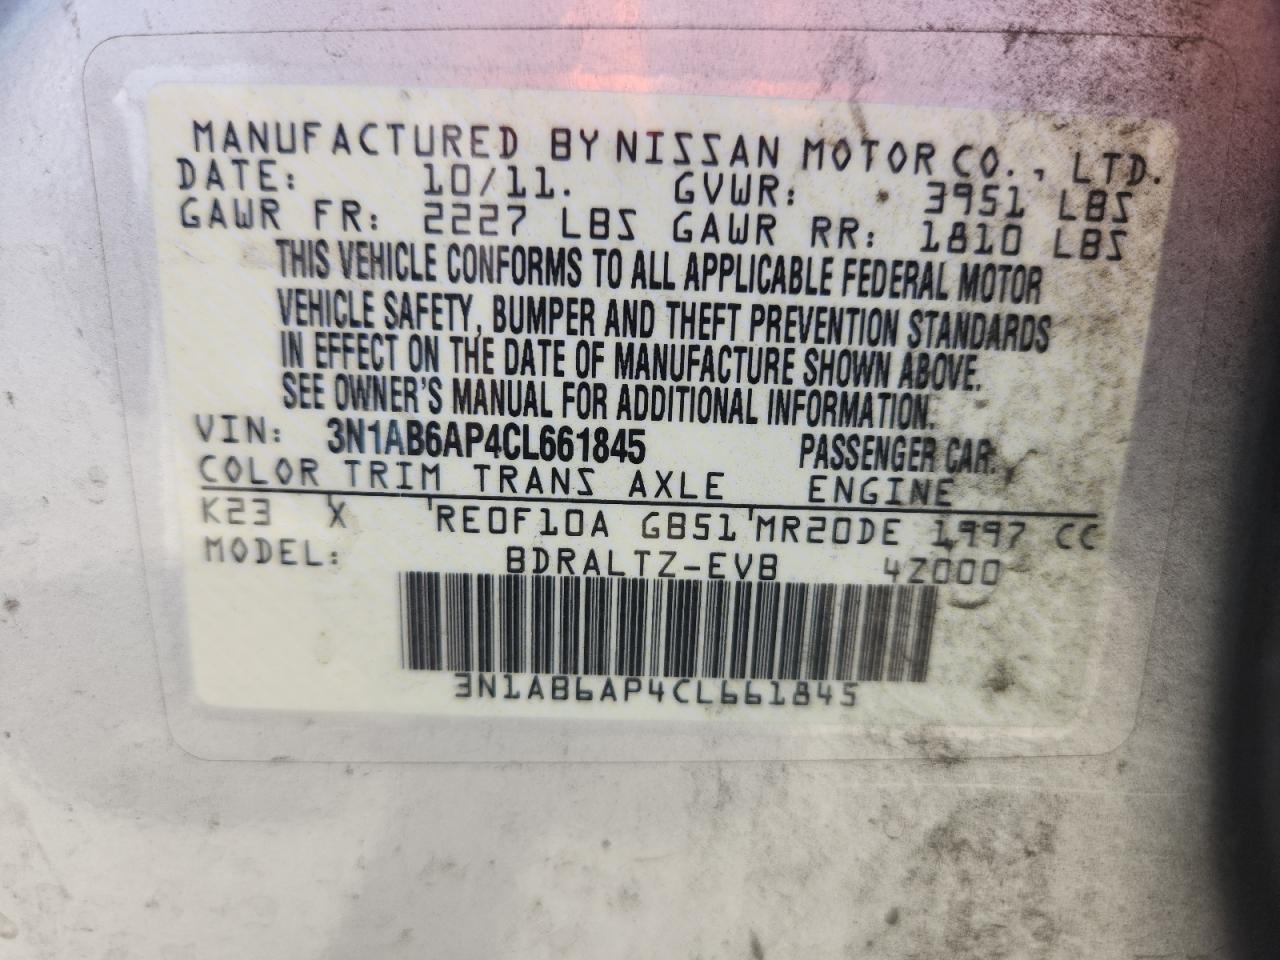 MANUFACTURED BY NISSAN MOTOR CO., LTD.
DATE: 10/11. GVWR: 3951 LBS
GAWR FR: 2227 LBS GAWR RR: 1810 LBS
THIS VEHICLE CONFORMS TO ALL APPLICABLE FEDERAL MOTOR
VEHICLE SAFETY, BUMPER AND THEFT PREVENTION STANDARDS
IN EFFECT ON THE DATE OF MANUFACTURE SHOWN ABOVE.
SEE OWNER'S MANUAL FOR ADDITIONAL INFORMATION.
VIN: 3N1AB6AP4CL661845 PASSENGER CAR.
COLOR TRIM TRANS AXLE ENGINE
K23 X RE0F10A GB51 MR20DE 1997 CC
MODEL: BDRALTZ-EVB 4Z000
3N1AB6AP4CL661845